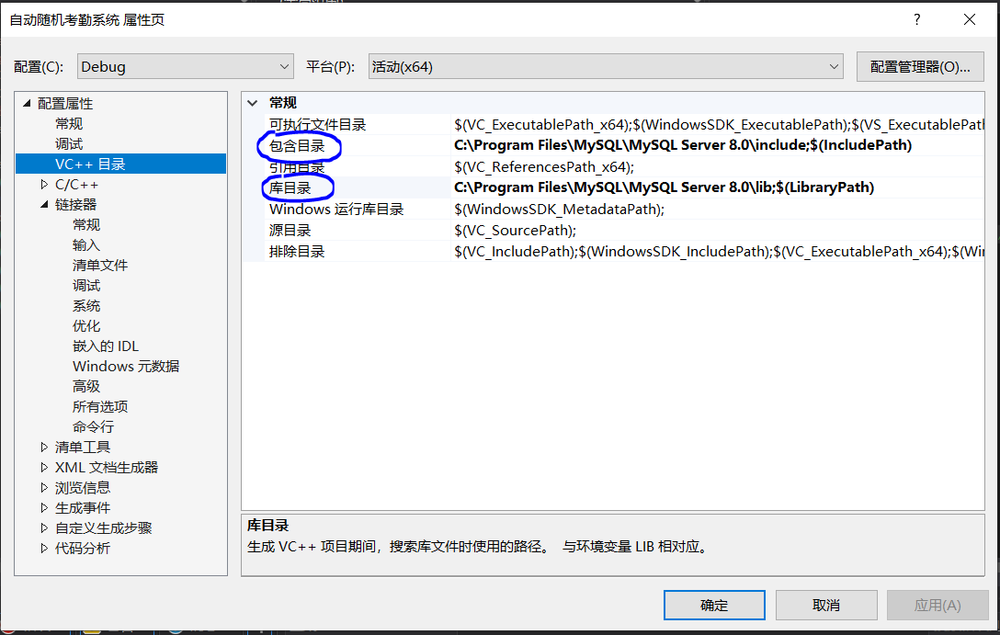 自动随机考勤系统 属性页
配置(C): Debug 平台(P): 活动(x64) 配置管理器(O)...
配置属性
常规
调试
VC++ 目录
C/C++
链接器
常规
输入
清单文件
调试
系统
优化
嵌入的 IDL
Windows 元数据
高级
所有选项
命令行
清单工具
XML 文档生成器
浏览信息
生成事件
自定义生成步骤
代码分析
常规
可执行文件目录 $(VC_ExecutablePath_x64);$(WindowsSDK_ExecutablePath);$(VS_ExecutablePath
包含目录 C:\Program Files\MySQL\MySQL Server 8.0\include;$(IncludePath)
引用目录 $(VC_ReferencesPath_x64);
库目录 C:\Program Files\MySQL\MySQL Server 8.0\lib;$(LibraryPath)
Windows 运行库目录 $(WindowsSDK_MetadataPath);
源目录 $(VC_SourcePath);
排除目录 $(VC_IncludePath);$(WindowsSDK_IncludePath);$(VC_ExecutablePath_x64);$(Win
库目录
生成 VC++ 项目期间，搜索库文件时使用的路径。 与环境变量 LIB 相对应。
确定 取消 应用(A)